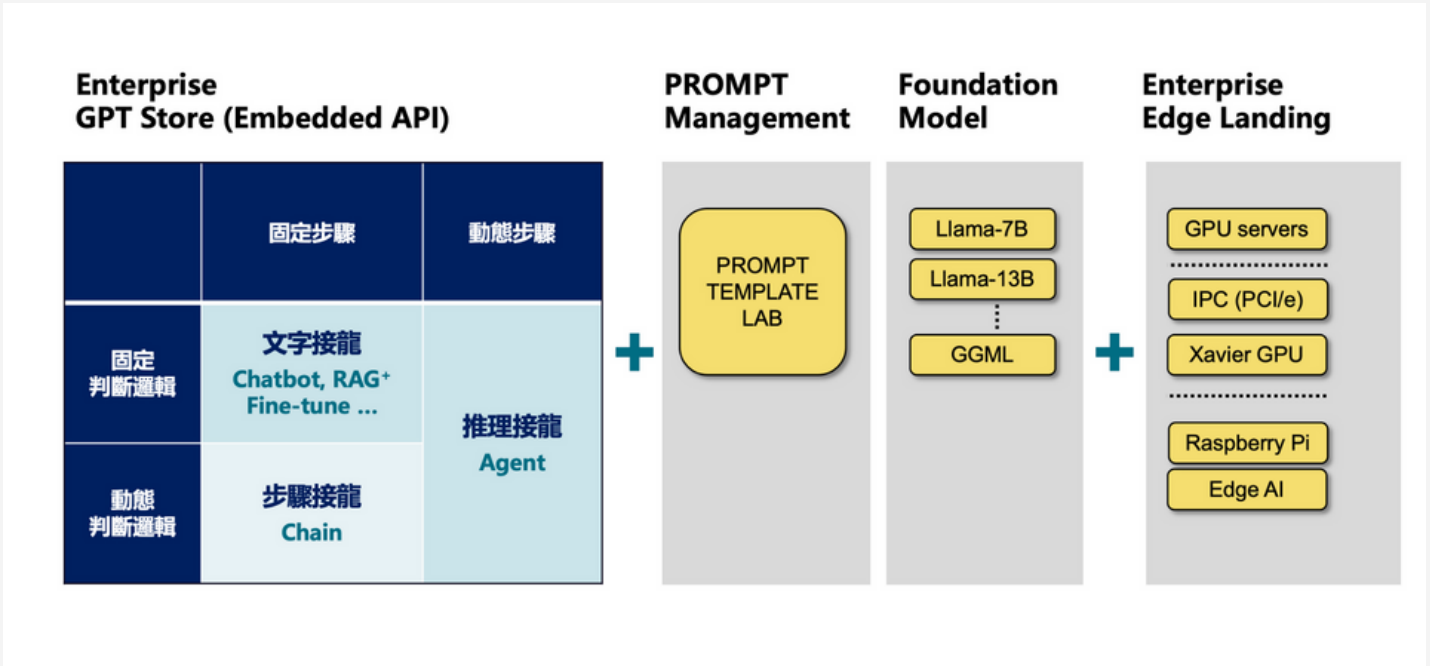 Enterprise
GPT Store (Embedded API)
PROMPT
Management
Foundation
Model
Enterprise
Edge Landing
固定步驟
動態步驟
固定
判斷邏輯
文字接龍
Chatbot, RAG⁺
Fine-tune ...
推理接龍
Agent
動態
判斷邏輯
步驟接龍
Chain
+
PROMPT
TEMPLATE
LAB
Llama-7B
Llama-13B
GGML
+
GPU servers
IPC (PCI/e)
Xavier GPU
Raspberry Pi
Edge AI